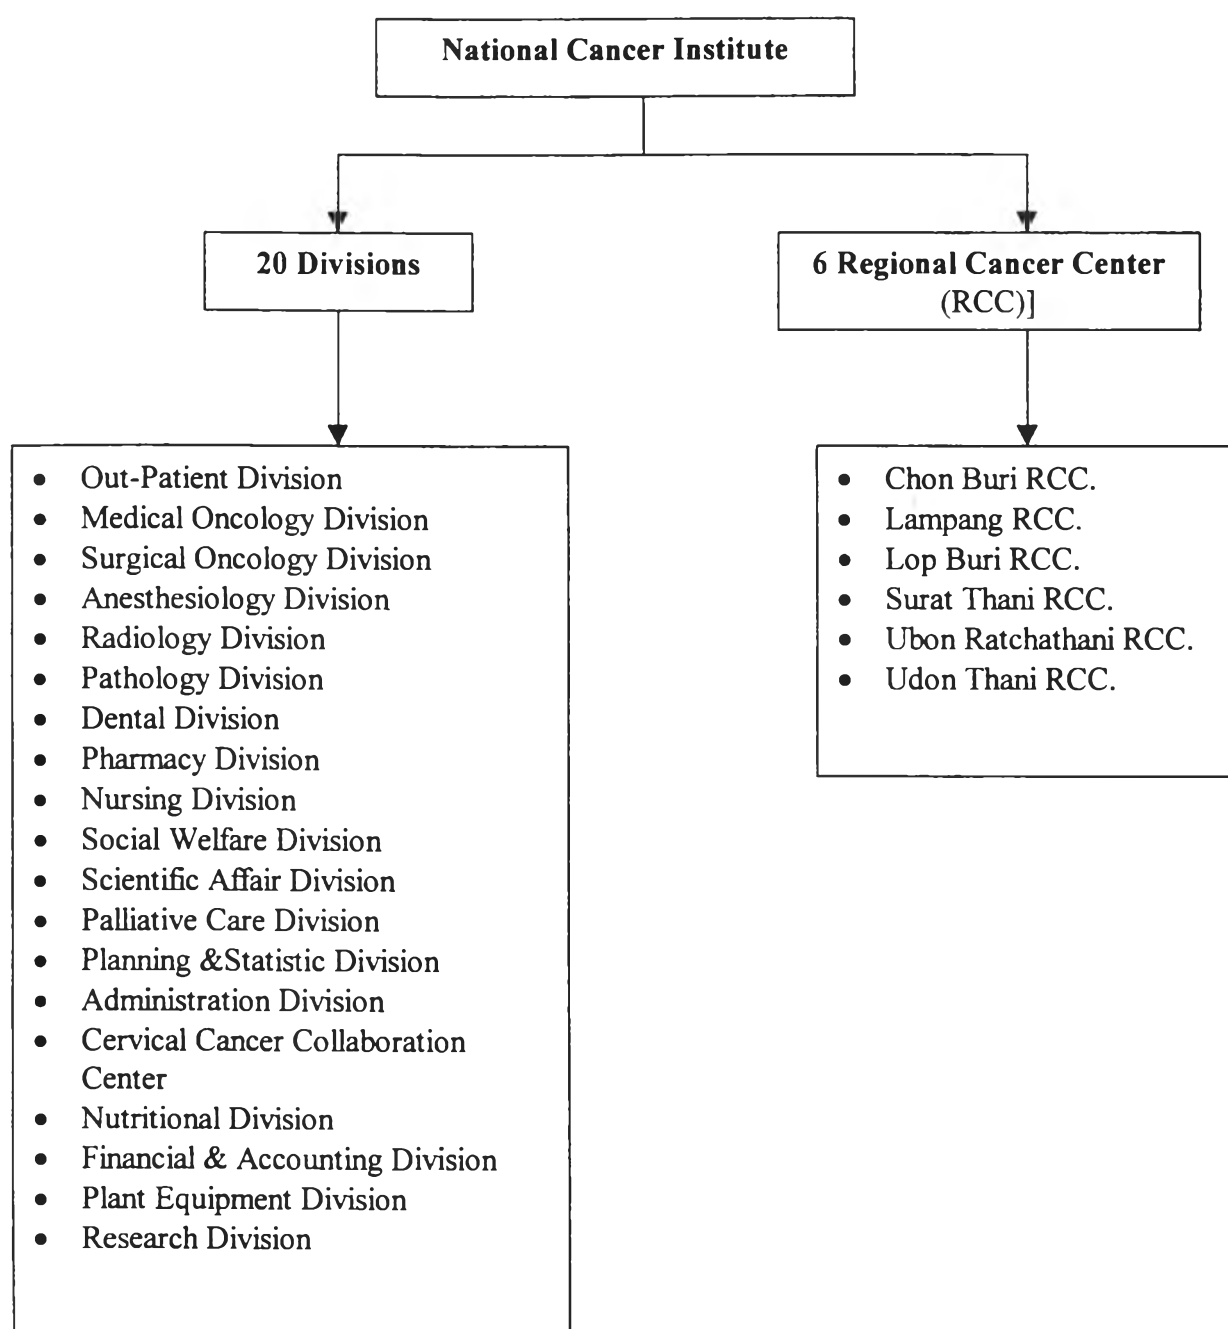 National Cancer Institute
20 Divisions
6 Regional Cancer Center
(RCC)]
• Out-Patient Division
• Medical Oncology Division
• Surgical Oncology Division
• Anesthesiology Division
• Radiology Division
• Pathology Division
• Dental Division
• Pharmacy Division
• Nursing Division
• Social Welfare Division
• Scientific Affair Division
• Palliative Care Division
• Planning &Statistic Division
• Administration Division
• Cervical Cancer Collaboration
Center
• Nutritional Division
• Financial & Accounting Division
• Plant Equipment Division
• Research Division
• Chon Buri RCC.
• Lampang RCC.
• Lop Buri RCC.
• Surat Thani RCC.
• Ubon Ratchathani RCC.
• Udon Thani RCC.